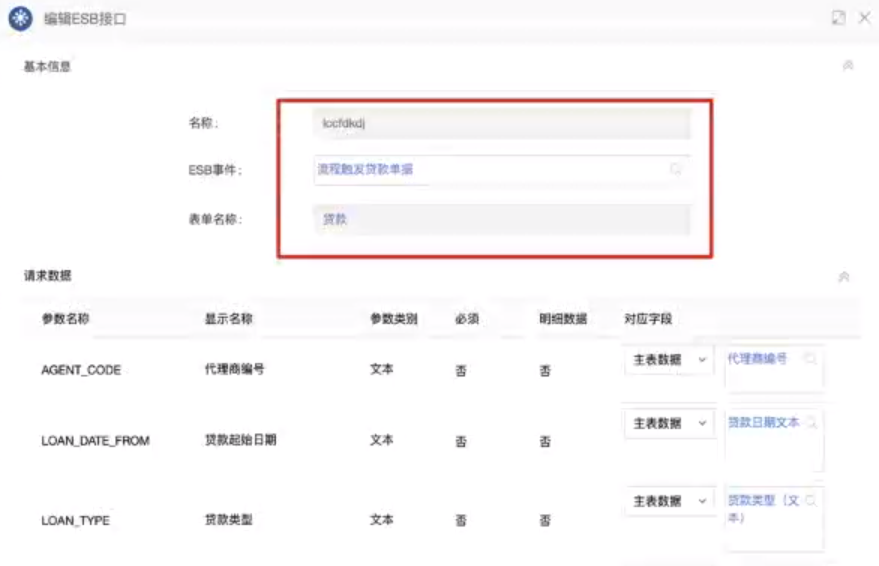 编辑ESB接口
基本信息
名称：
lccfdkdj
ESB事件：
流程触发贷款单据
表单名称：
贷款
请求数据
参数名称 显示名称 参数类别 必须 明细数据 对应字段
AGENT_CODE 代理商编号 文本 否 否 主表数据 代理商编号
LOAN_DATE_FROM 贷款起始日期 文本 否 否 主表数据 贷款日期文本
LOAN_TYPE 贷款类型 文本 否 否 主表数据 贷款类型（文
本）